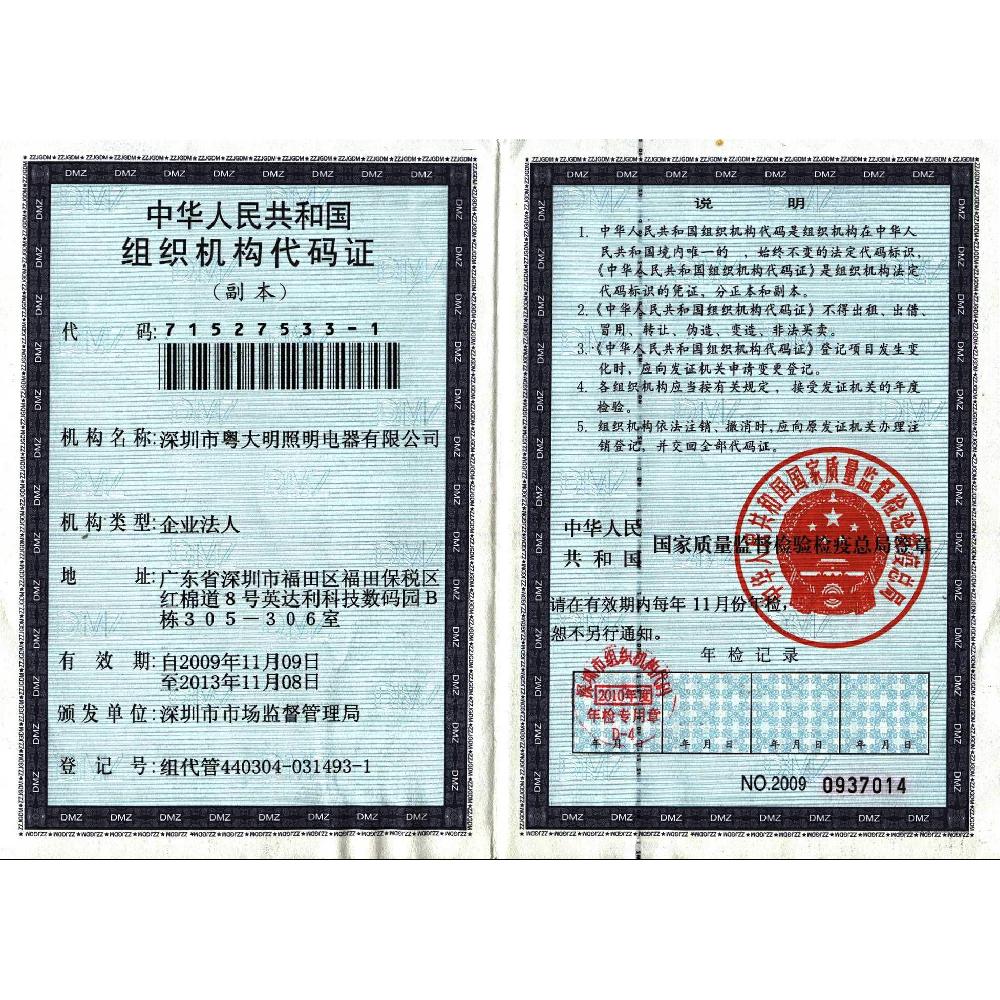 中华人民共和国
组织机构代码证
（副本）
代 码: 71527533-1
机构名称: 深圳市粤大明照明电器有限公司
机构类型: 企业法人
地 址: 广东省深圳市福田区福田保税区
红棉道8号英达利科技数码园B
栋305－306室
有 效 期: 自2009年11月09日
至2013年11月08日
颁发单位: 深圳市市场监督管理局
登 记 号: 组代管440304-031493-1
说 明
1. 中华人民共和国组织机构代码是组织机构在中华人
民共和国境内唯一的、始终不变的法定代码标识，
《中华人民共和国组织机构代码证》是组织机构法定
代码标识的凭证，分正本和副本。
2.《中华人民共和国组织机构代码证》不得出租、出借、
冒用、转让、伪造、变造、非法买卖。
3.《中华人民共和国组织机构代码证》登记项目发生变
化时，应向发证机关申请变更登记。
4. 各组织机构应当按有关规定，接受发证机关的年度
检验。
5. 组织机构依法注销、撤消时，应向原发证机关办理注
销登记，并交回全部代码证。
中华人民
共和国
国家质量监督检验检疫总局签章
中华人民共和国国家质量监督检验检疫总局
请在有效期内每年11月份年检，
恕不另行通知。
年检记录
深圳市组织机构代码
2010年度
年检专用章
D-4
年 月 日 年 月 日 年 月 日 年 月 日
NO.2009 0937014